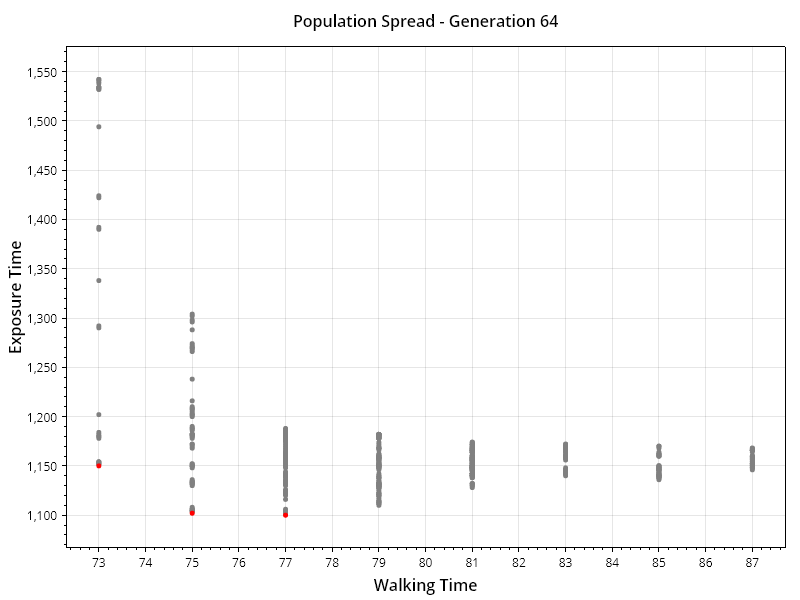 Population Spread - Generation 64
1,550
1,500
1,450
1,400
1,350
1,300
1,250
1,200
1,150
1,100
Exposure Time
73 74 75 76 77 78 79 80 81 82 83 84 85 86 87
Walking Time